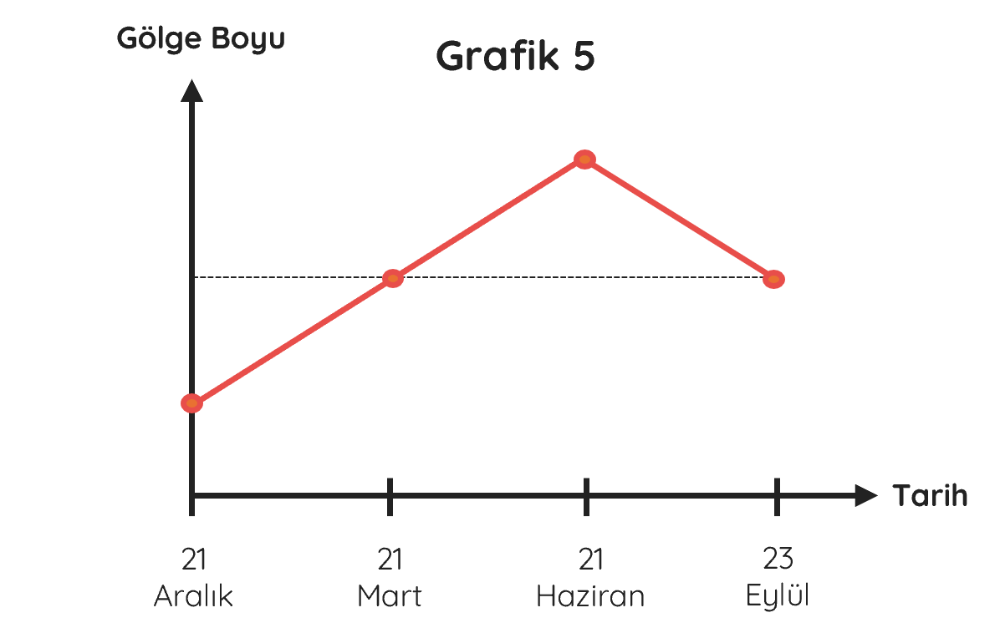 Gölge Boyu
Grafik 5
Tarih
21
Aralık
21
Mart
21
Haziran
23
Eylül